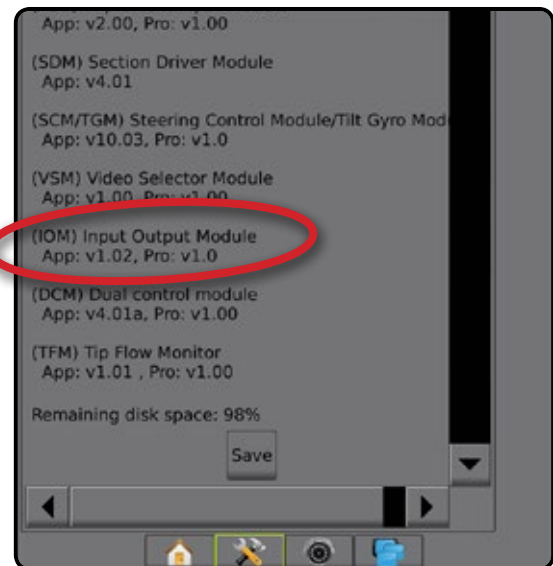 App: v2.00, Pro: v1.00
(SDM) Section Driver Module
App: v4.01
(SCM/TGM) Steering Control Module/Tilt Gyro Mod
App: v10.03, Pro: v1.0
(VSM) Video Selector Module
App: v1.00, Pro: v1.00
(IOM) Input Output Module
App: v1.02, Pro: v1.0
(DCM) Dual control module
App: v4.01a, Pro: v1.00
(TFM) Tip Flow Monitor
App: v1.01 , Pro: v1.00
Remaining disk space: 98%
Save